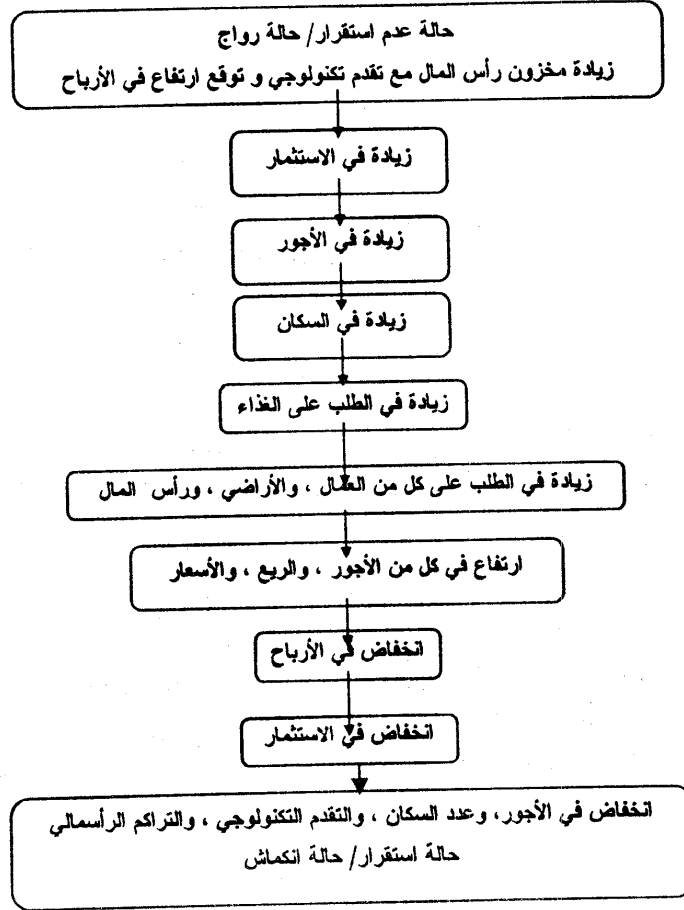 حالة عدم استقرار/ حالة رواج
زيادة مخزون رأس المال مع تقدم تكنولوجي و توقع ارتفاع في الأرباح
زيادة في الاستثمار
زيادة في الأجور
زيادة في السكان
زيادة في الطلب على الغذاء
زيادة في الطلب على كل من العمال ، والأراضي ، ورأس المال
ارتفاع في كل من الأجور ، والريع ، والأسعار
انخفاض في الأرباح
انخفاض في الاستثمار
انخفاض في الأجور، وعدد السكان ، والتقدم التكنولوجي ، والتراكم الرأسمالي
حالة استقرار/ حالة انكماش